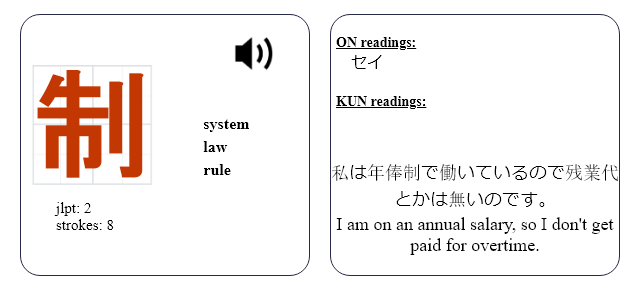 制
system
law
rule
jlpt: 2
strokes: 8
ON readings:
セイ
KUN readings:
私は年俸制で働いているので残業代
とかは無いのです。
I am on an annual salary, so I don't get
paid for overtime.